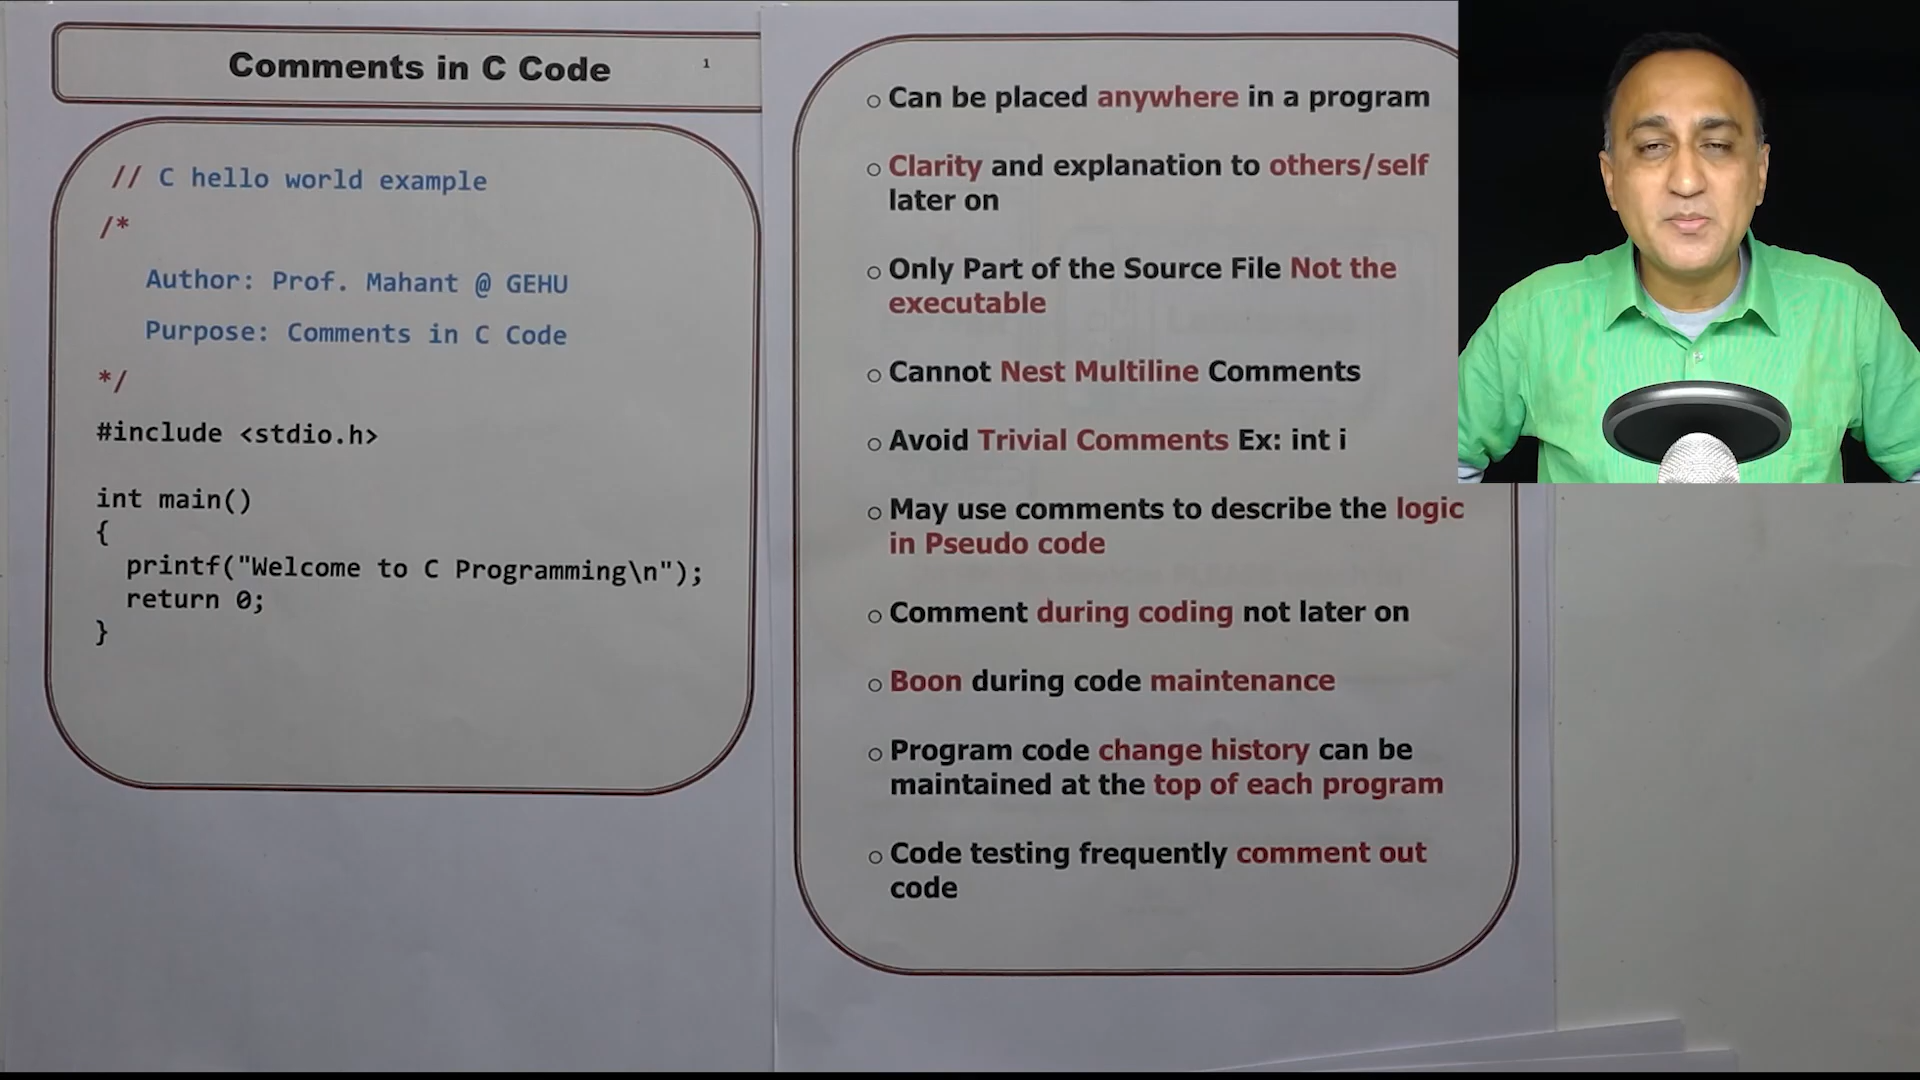 Comments in C Code
1
// C hello world example
/*
Author: Prof. Mahant @ GEHU
Purpose: Comments in C Code
*/
#include <stdio.h>
int main()
{
printf("Welcome to C Programming\n");
return 0;
}
○ Can be placed anywhere in a program
○ Clarity and explanation to others/self
later on
○ Only Part of the Source File Not the
executable
○ Cannot Nest Multiline Comments
○ Avoid Trivial Comments Ex: int i
○ May use comments to describe the logic
in Pseudo code
○ Comment during coding not later on
○ Boon during code maintenance
○ Program code change history can be
maintained at the top of each program
○ Code testing frequently comment out
code